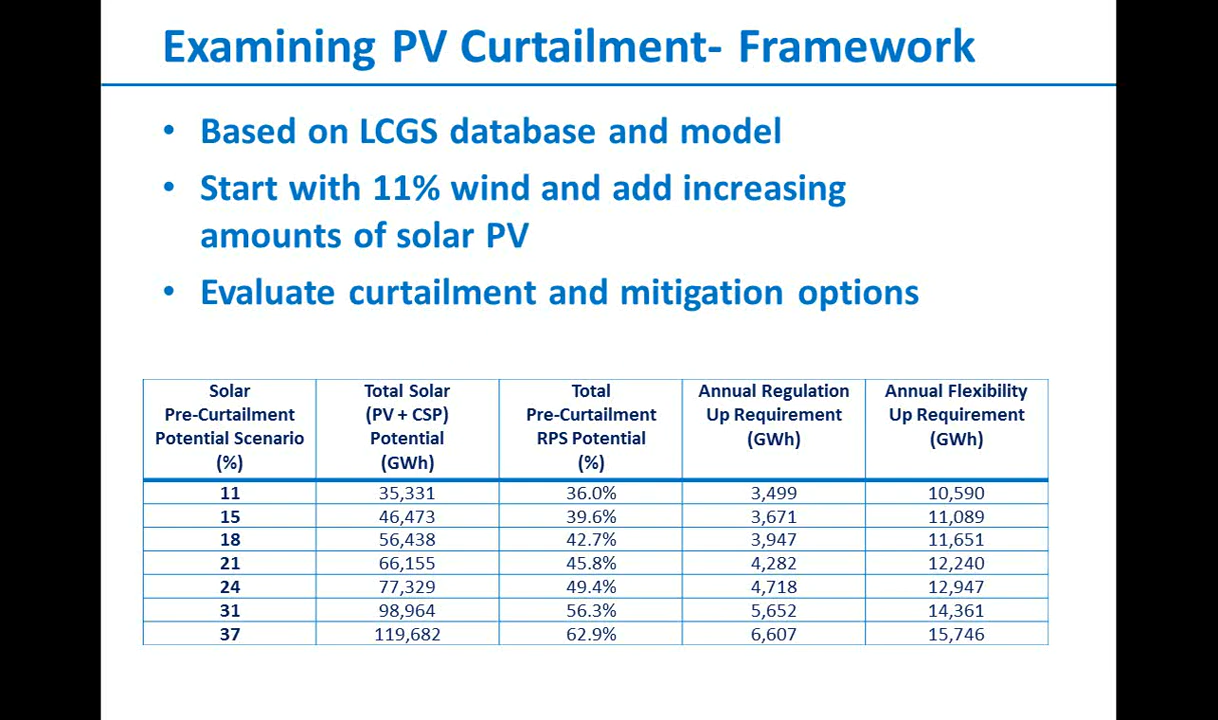 Examining PV Curtailment- Framework
• Based on LCGS database and model
• Start with 11% wind and add increasing
amounts of solar PV
• Evaluate curtailment and mitigation options
Solar Pre-Curtailment Potential Scenario (%) | Total Solar (PV + CSP) Potential (GWh) | Total Pre-Curtailment RPS Potential (%) | Annual Regulation Up Requirement (GWh) | Annual Flexibility Up Requirement (GWh)
11 | 35,331 | 36.0% | 3,499 | 10,590
15 | 46,473 | 39.6% | 3,671 | 11,089
18 | 56,438 | 42.7% | 3,947 | 11,651
21 | 66,155 | 45.8% | 4,282 | 12,240
24 | 77,329 | 49.4% | 4,718 | 12,947
31 | 98,964 | 56.3% | 5,652 | 14,361
37 | 119,682 | 62.9% | 6,607 | 15,746